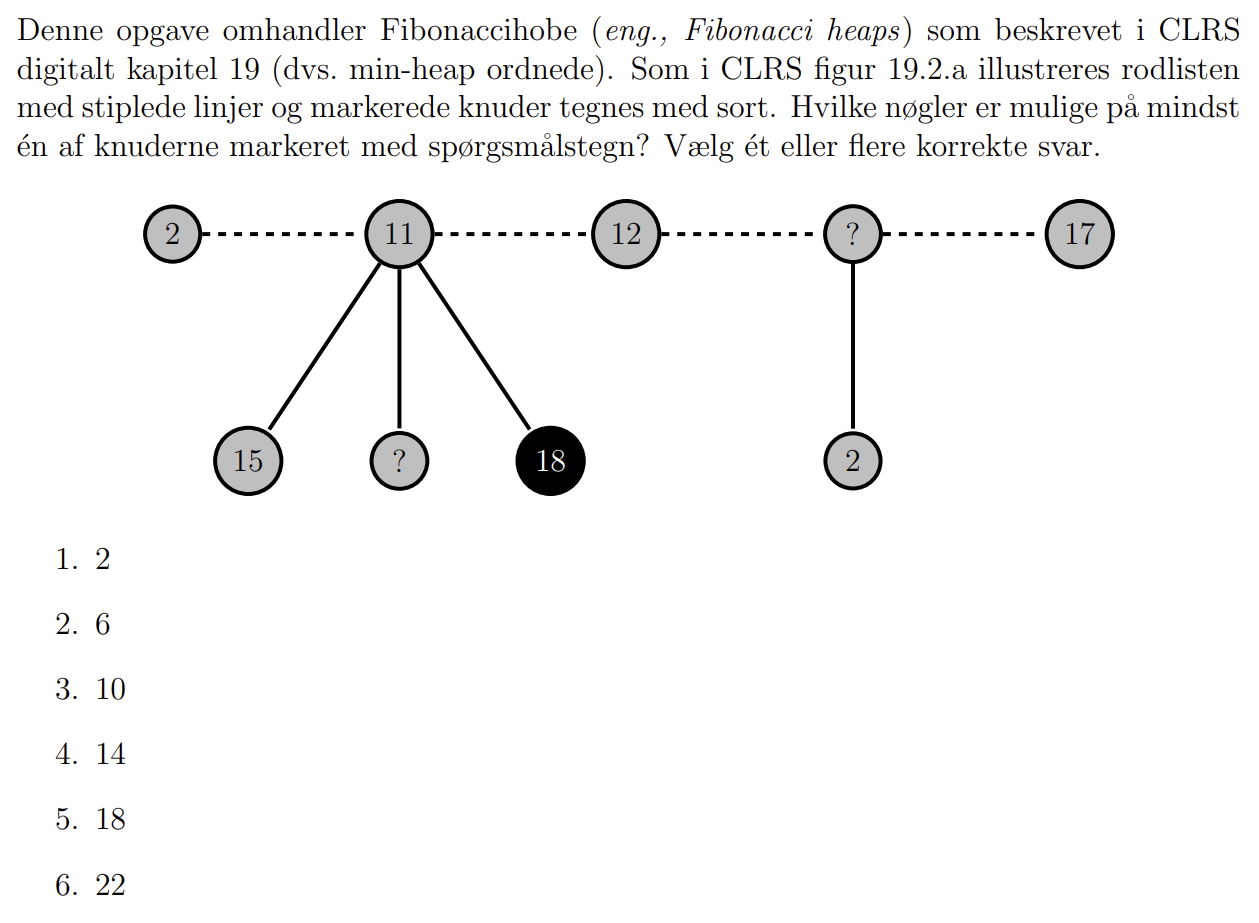 Denne opgave omhandler Fibonaccihobe (eng., Fibonacci heaps) som beskrevet i CLRS
digitalt kapitel 19 (dvs. min-heap ordnede). Som i CLRS figur 19.2.a illustreres rodlisten
med stiplede linjer og markerede knuder tegnes med sort. Hvilke nøgler er mulige på mindst
én af knuderne markeret med spørgsmålstegn? Vælg ét eller flere korrekte svar.
2 11 12 ? 17
15 ? 18 2
1. 2
2. 6
3. 10
4. 14
5. 18
6. 22